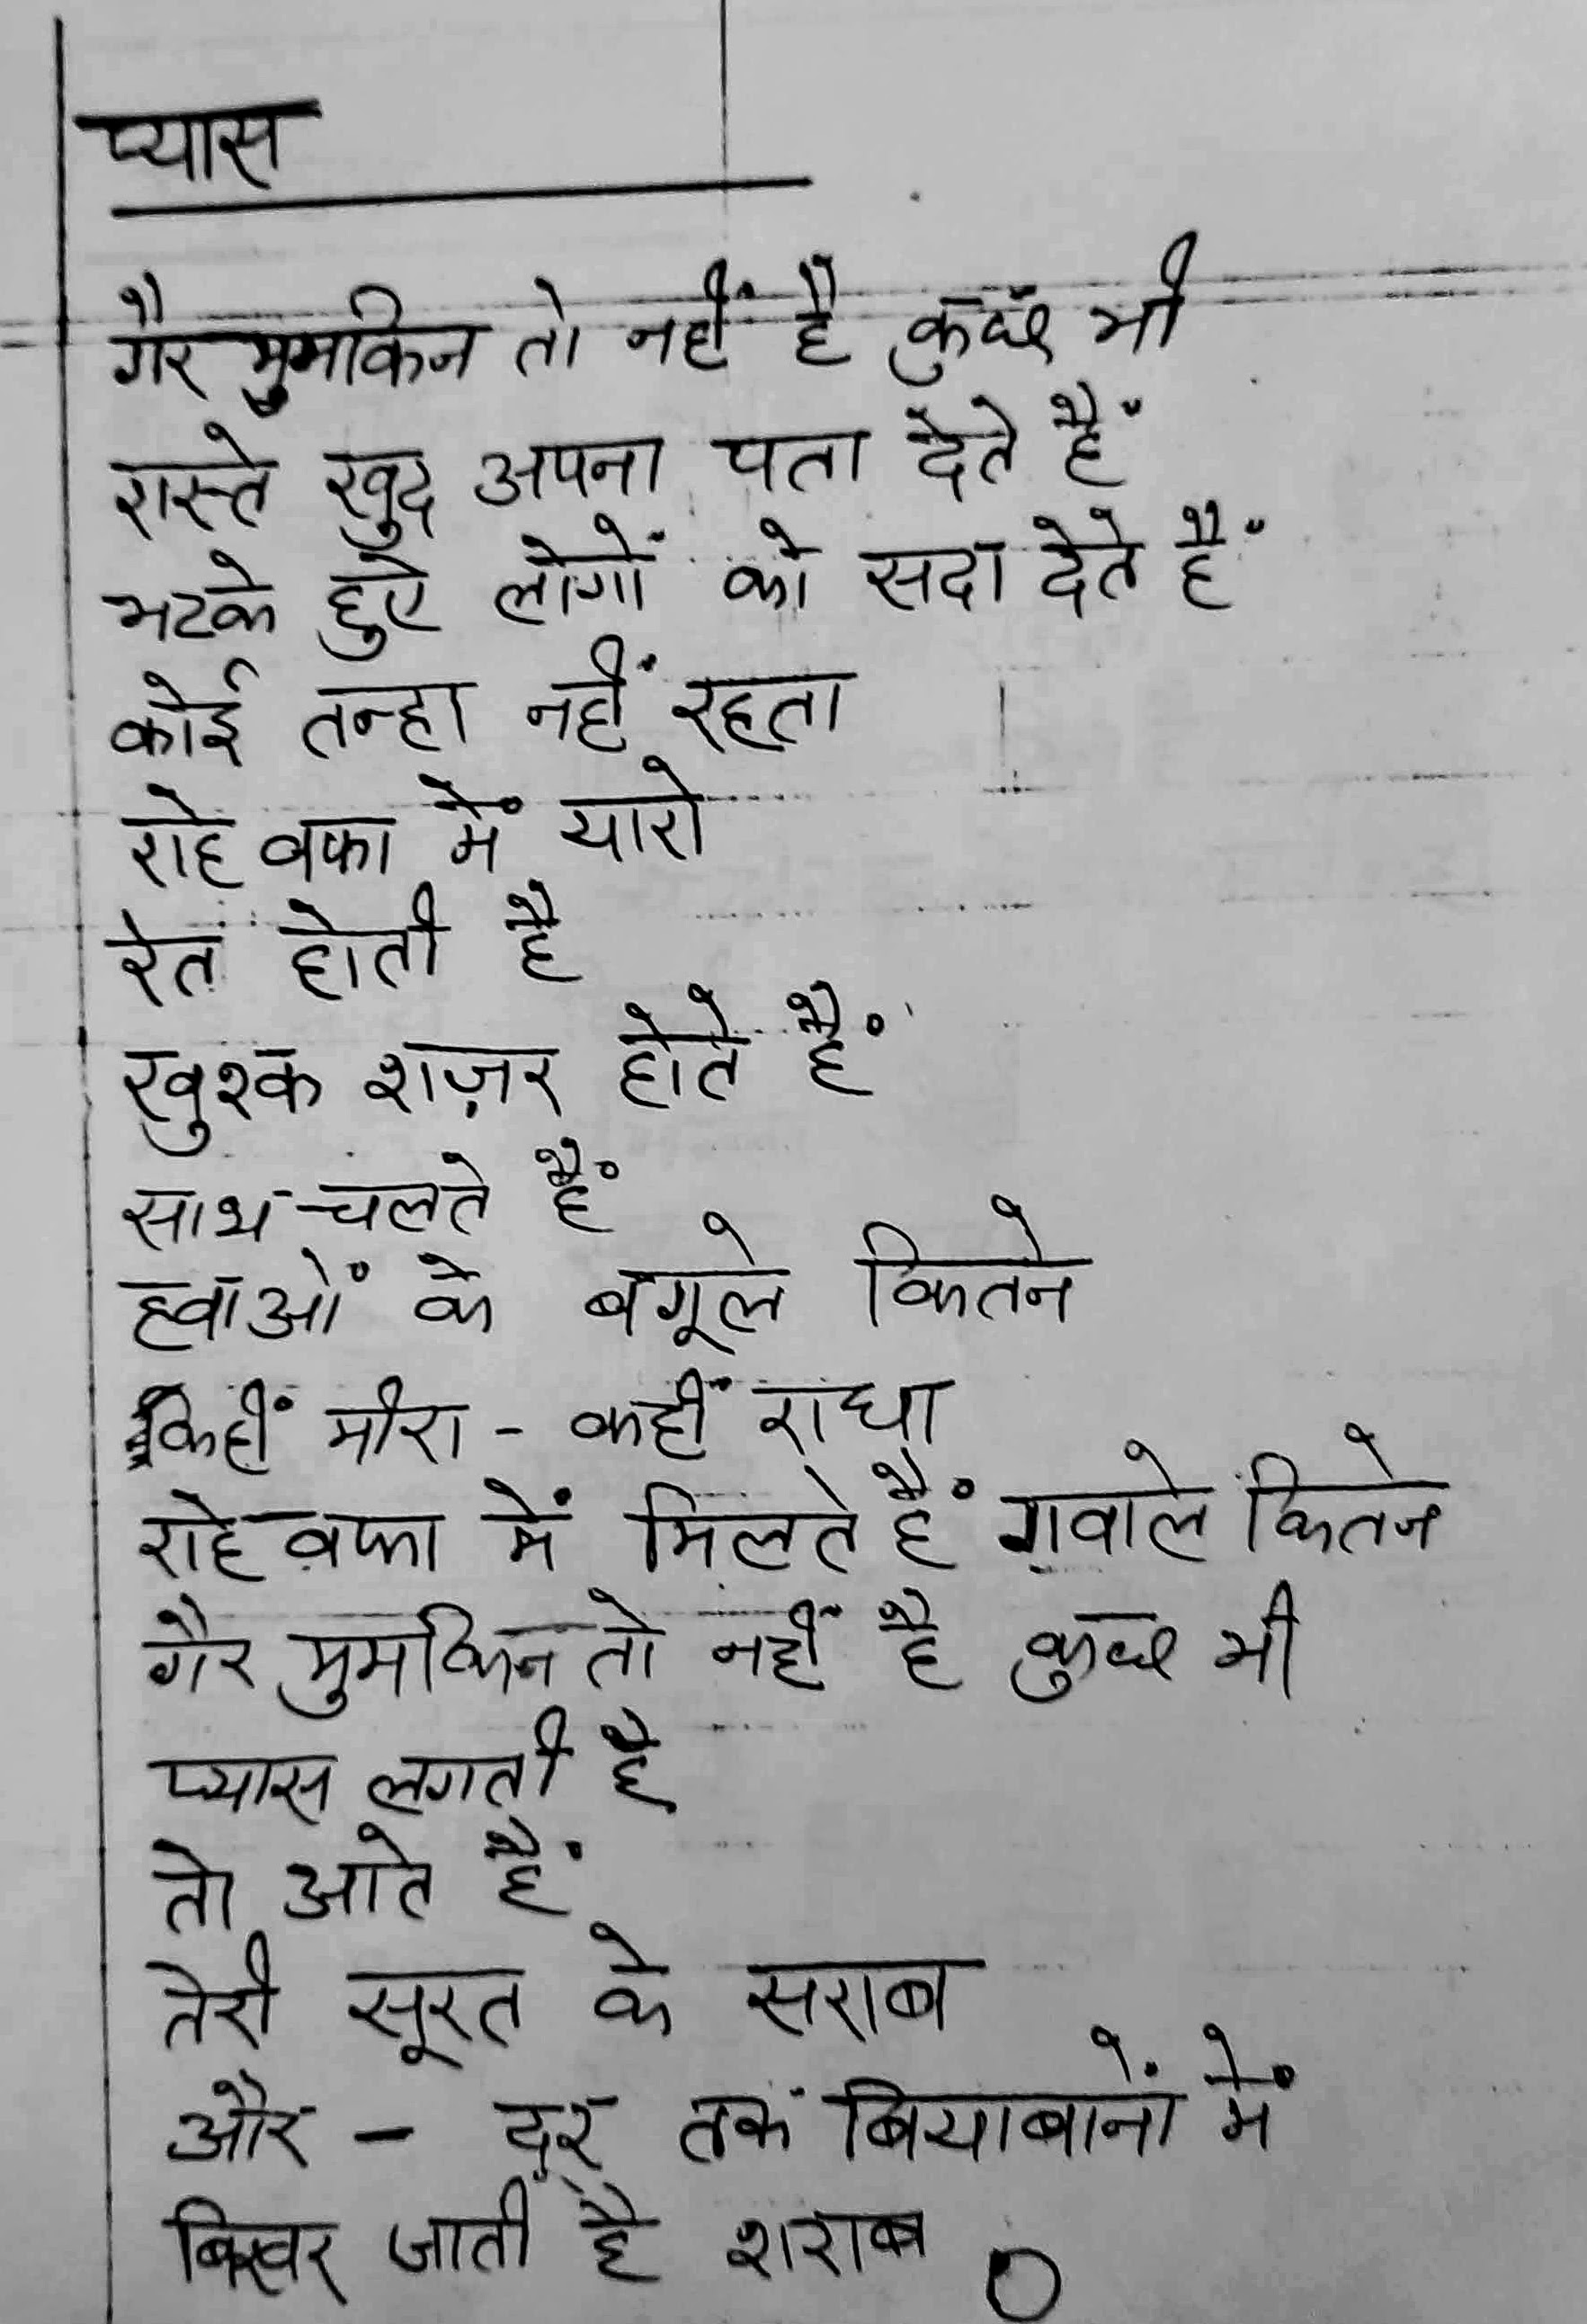 प्यास
गैर मुमकिन तो नहीं है कुछ भी
रास्ते खुद अपना पता देते हैं
भटके हुए लोगों को सदा देते हैं
कोई तन्हा नहीं रहता
राहे वफा में यारो
रेत होती है
खुश्क शज़र होते हैं
साथ चलते हैं
हवाओं के बगूले कितने
कहीं मीरा - कहीं राधा
राहे वफा में मिलते हैं ग़वाले कितने
गैर मुमकिन तो नहीं है कुछ भी
प्यास लगती है
तो आते हैं
तेरी सूरत के सराब
और - दूर तक बियाबानों में
बिखर जाती है शराब